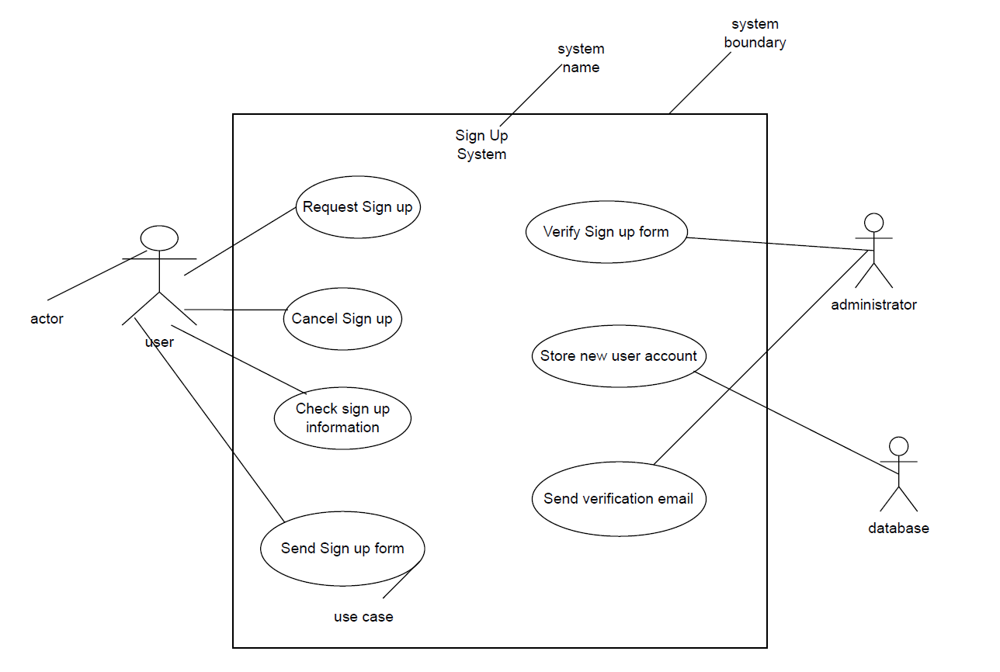 system
boundary
system
name
Sign Up
System
Request Sign up
Verify Sign up form
actor
user
Cancel Sign up
administrator
Store new user account
Check sign up
information
Send verification email
database
Send Sign up form
use case